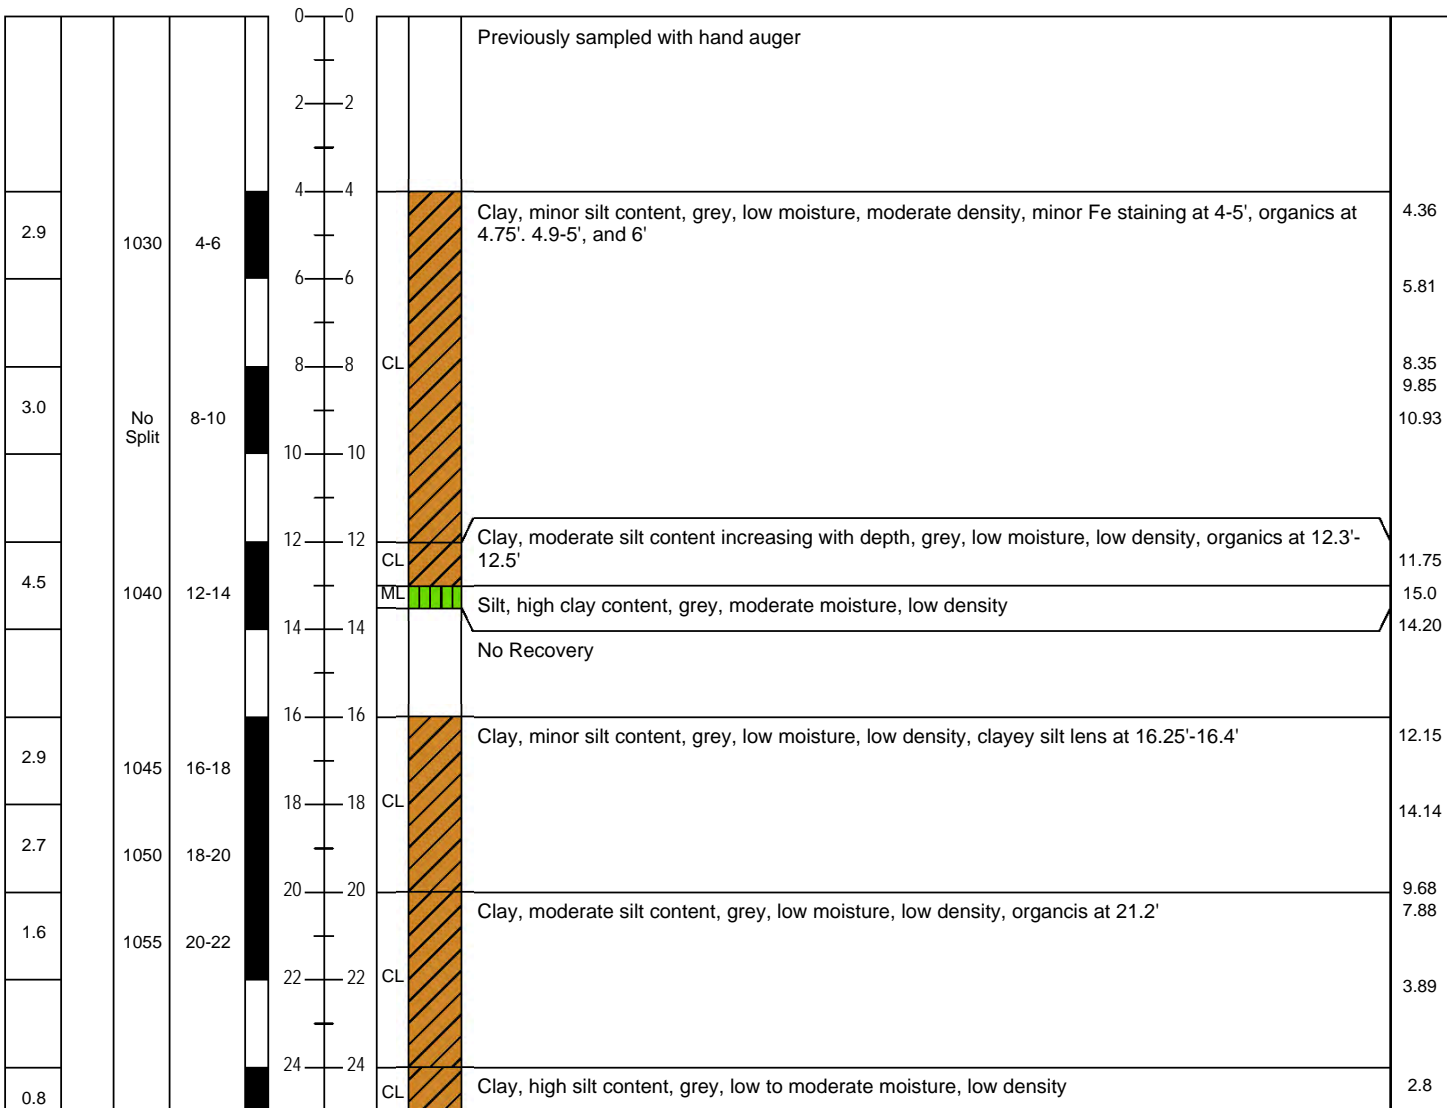 0 0
Previously sampled with hand auger
2 2
4 4
Clay, minor silt content, grey, low moisture, moderate density, minor Fe staining at 4-5', organics at
4.36
2.9 1030 4-6
4.75'. 4.9-5', and 6'
6 6
5.81
8 8 CL
8.35
9.85
3.0 No 8-10
Split
10.93
10 10
12 12
Clay, moderate silt content increasing with depth, grey, low moisture, low density, organics at 12.3'-
CL 12.5'
11.75
4.5 1040 12-14
ML
15.0
Silt, high clay content, grey, moderate moisture, low density
14 14
14.20
No Recovery
16 16
Clay, minor silt content, grey, low moisture, low density, clayey silt lens at 16.25'-16.4'
12.15
2.9 1045 16-18
18 18 CL
14.14
2.7 1050 18-20
20 20
9.68
Clay, moderate silt content, grey, low moisture, low density, organcis at 21.2'
7.88
1.6 1055 20-22
22 22 CL
3.89
24 24
0.8 CL Clay, high silt content, grey, low to moderate moisture, low density
2.8